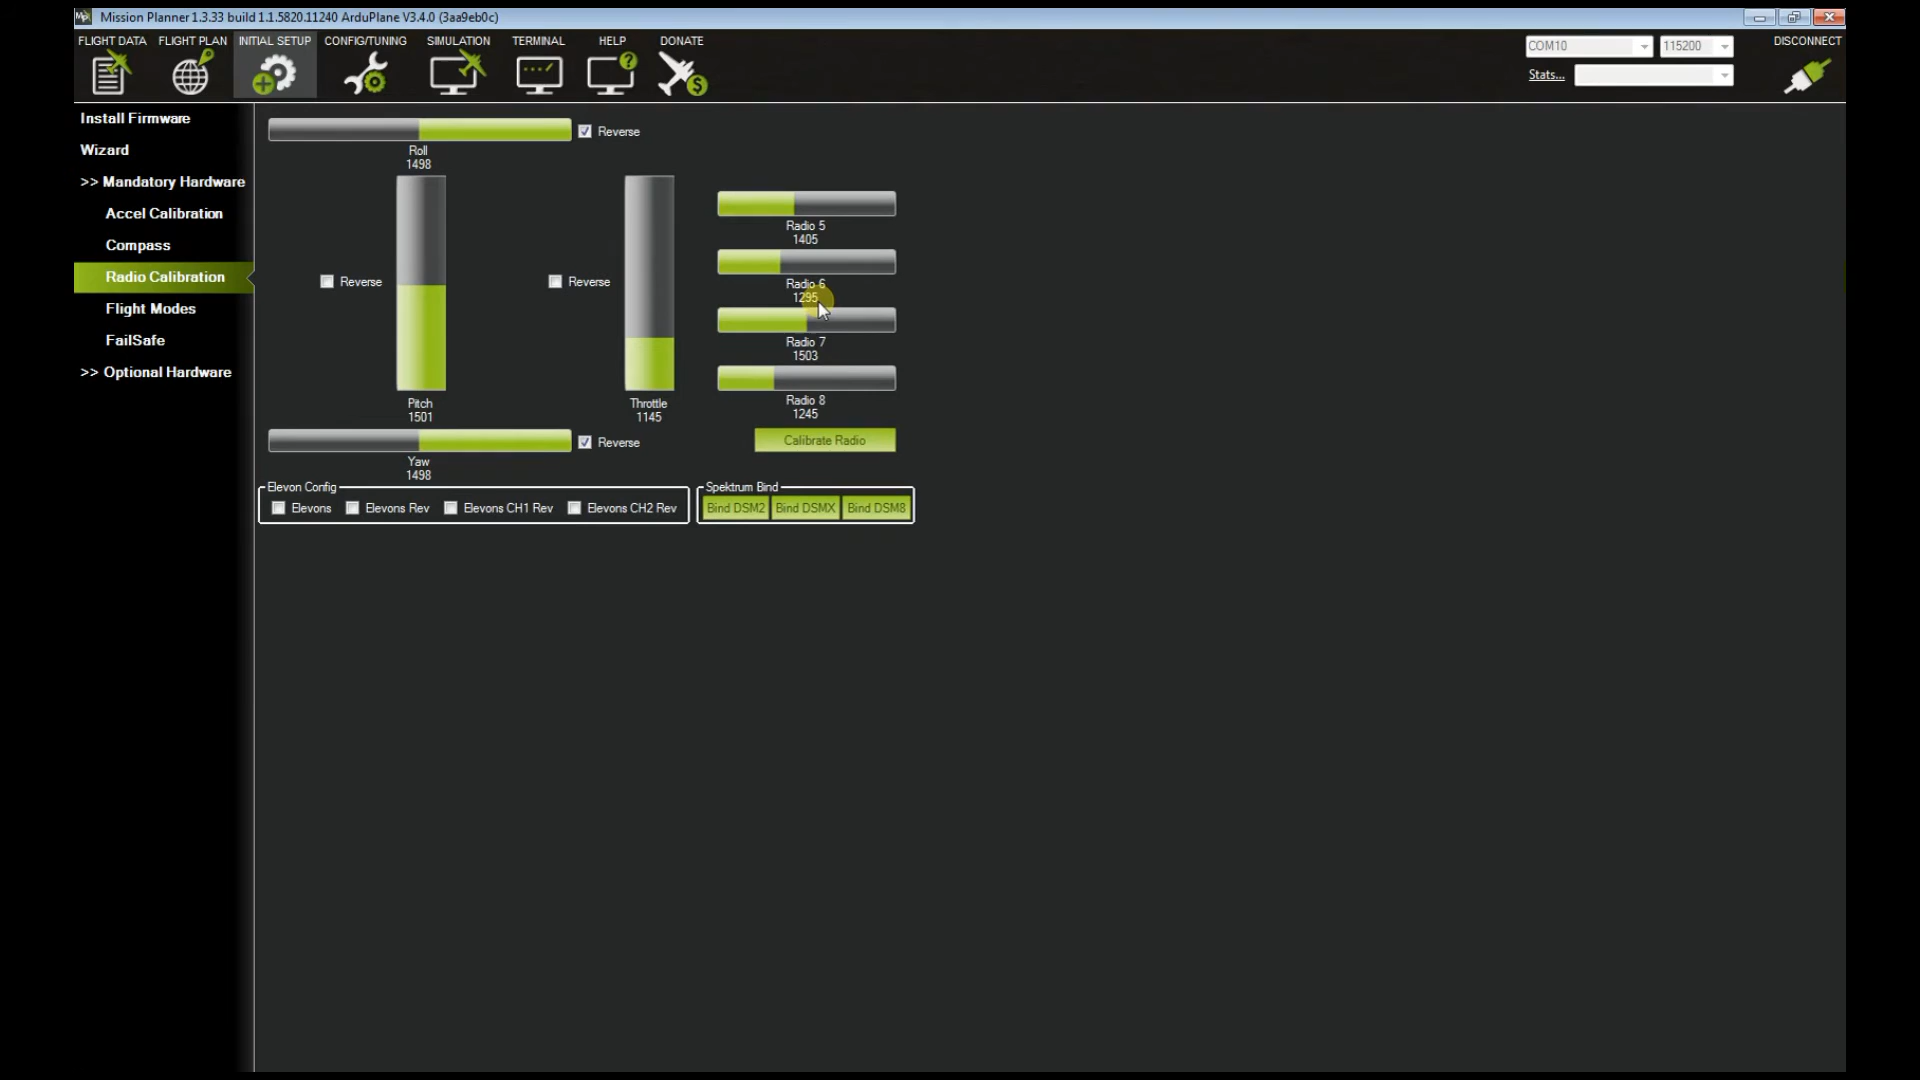 Mission Planner 1.3.33 build 1.1.5820.11240 ArduPlane V3.4.0 (3aa9eb0c)
FLIGHT DATA FLIGHT PLAN INITIAL SETUP CONFIG/TUNING SIMULATION TERMINAL HELP DONATE
COM10 115200 DISCONNECT
Stats...
Install Firmware
Wizard
>> Mandatory Hardware
Accel Calibration
Compass
Radio Calibration
Flight Modes
FailSafe
>> Optional Hardware
Reverse
Roll
1498
Reverse
Pitch
1501
Reverse
Throttle
1145
Radio 5
1405
Radio 6
1295
Radio 7
1503
Radio 8
1245
Calibrate Radio
Reverse
Yaw
1498
Elevon Config
Elevons Elevons Rev Elevons CH1 Rev Elevons CH2 Rev
Spektrum Bind
Bind DSM2 Bind DSMX Bind DSM8